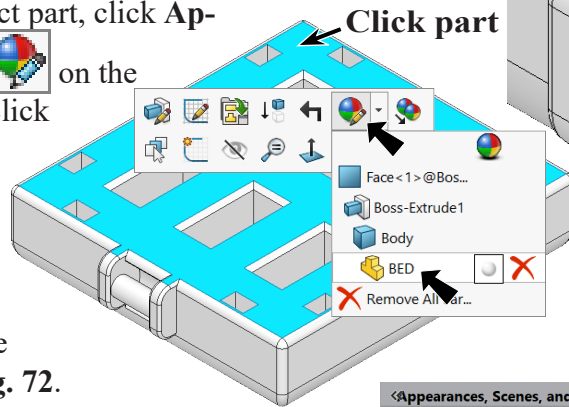 ct part, click Ap-
on the
lick
Click part
Face<1>@Bos...
Boss-Extrude1
Body
BED
Remove All
ar...
e
g. 72.
Appearances, Scenes, and